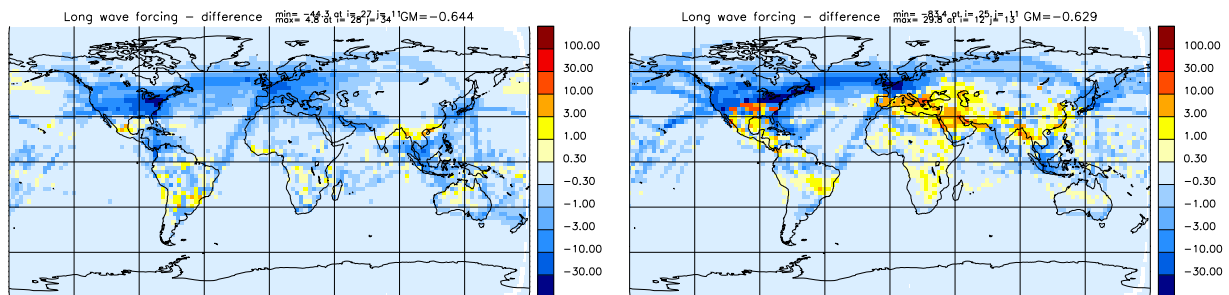 Long wave forcing - difference
min= -44.3 at i= 27 j= 11
max= 4.8 at i= 28 j= 34
GM=-0.644
100.00
30.00
10.00
3.00
1.00
0.30
-0.30
-1.00
-3.00
-10.00
-30.00
Long wave forcing - difference
min= -83.4 at i= 25 j= 11
max= 29.8 at i= 12 j= 13
GM=-0.629
100.00
30.00
10.00
3.00
1.00
0.30
-0.30
-1.00
-3.00
-10.00
-30.00